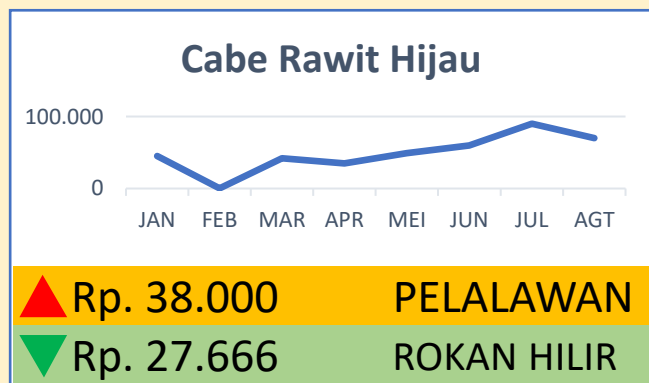 Cabe Rawit Hijau
100.000
0
JAN FEB MAR APR MEI JUN JUL AGT
Rp. 38.000 PELALAWAN
Rp. 27.666 ROKAN HILIR